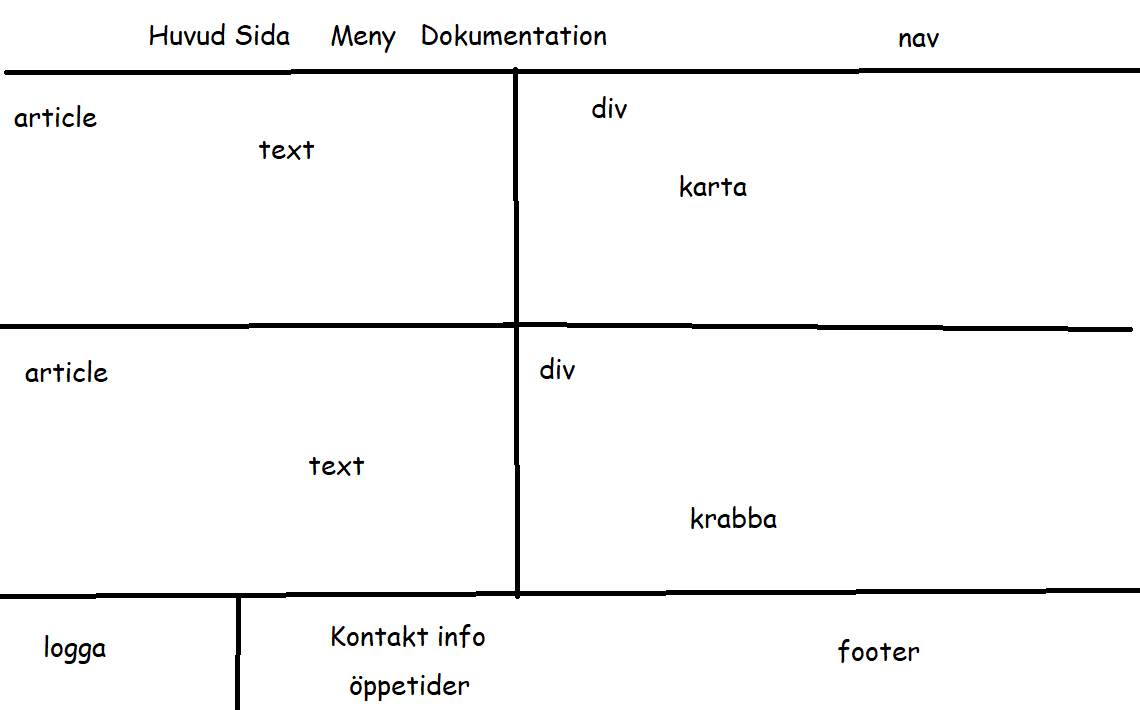 Huvud Sida Meny Dokumentation nav
article
text
div
karta
article
text
div
krabba
logga
Kontakt info
öppetider
footer